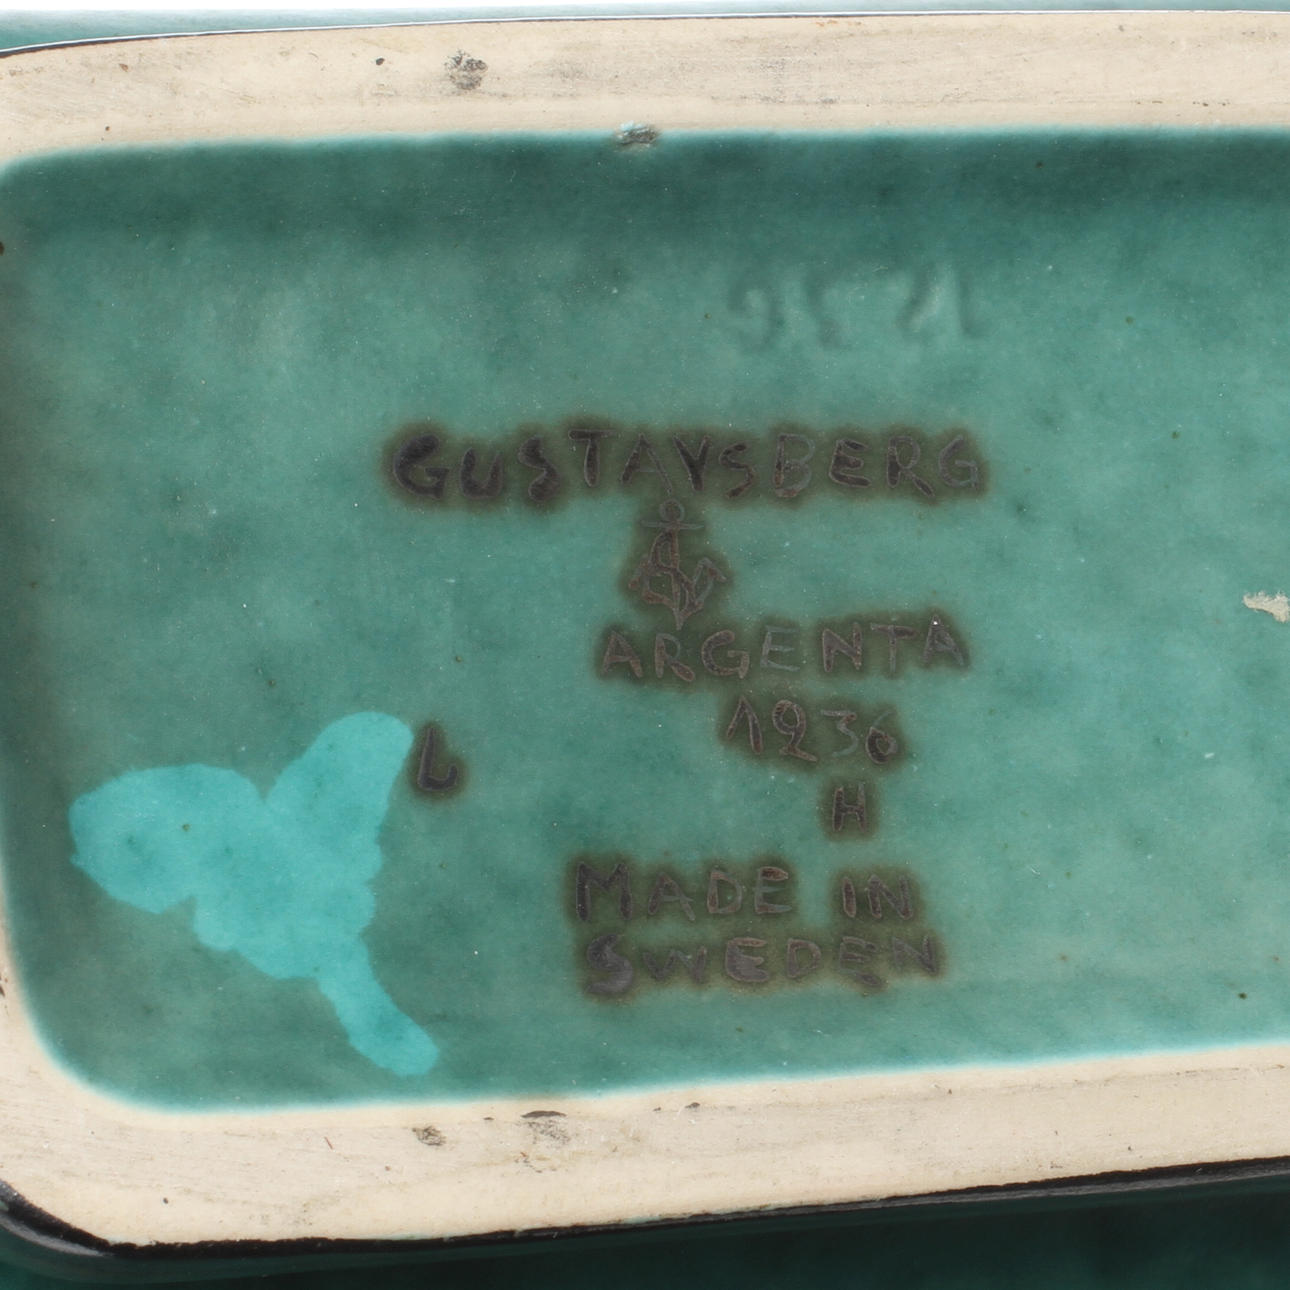 GUSTAVSBERG
ARGENTA
1236
L
H
MADE IN
SWEDEN